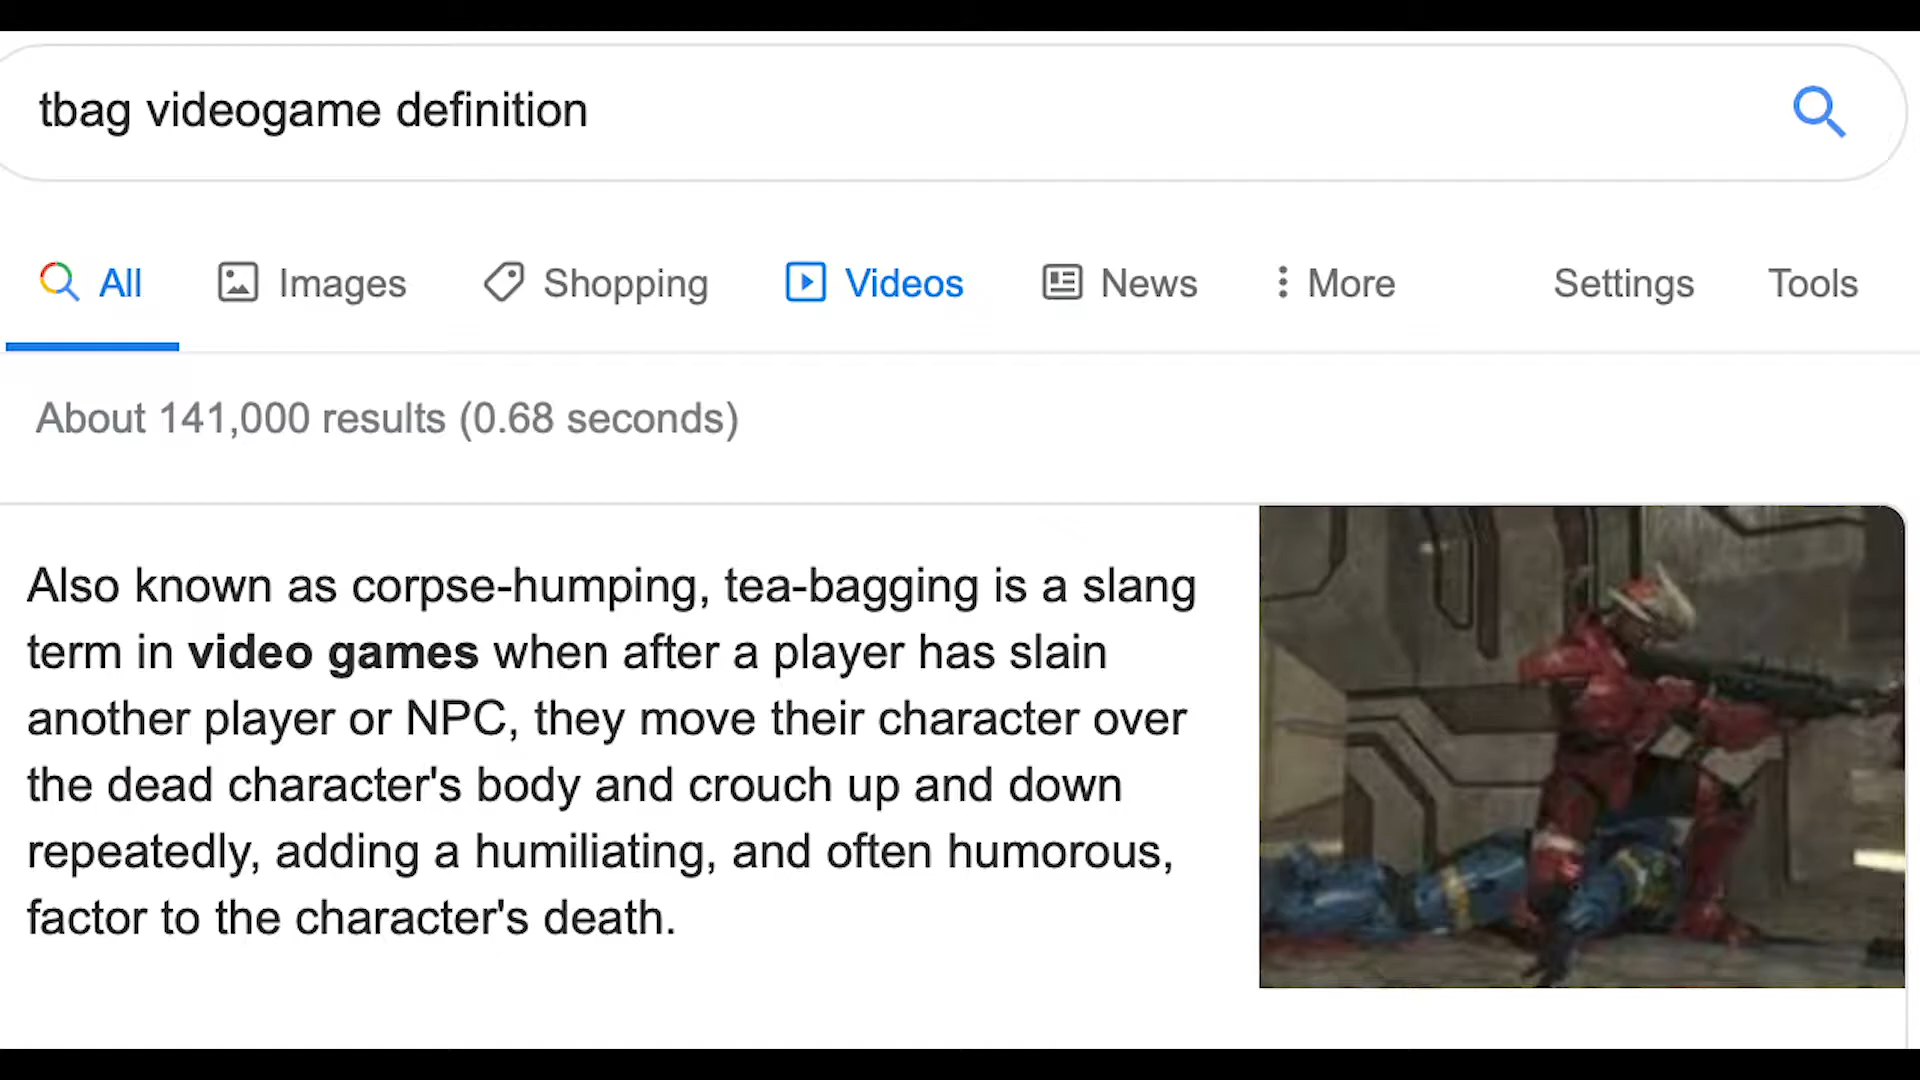 tbag videogame definition
All Images Shopping Videos News More Settings Tools
About 141,000 results (0.68 seconds)
Also known as corpse-humping, tea-bagging is a slang
term in video games when after a player has slain
another player or NPC, they move their character over
the dead character's body and crouch up and down
repeatedly, adding a humiliating, and often humorous,
factor to the character's death.